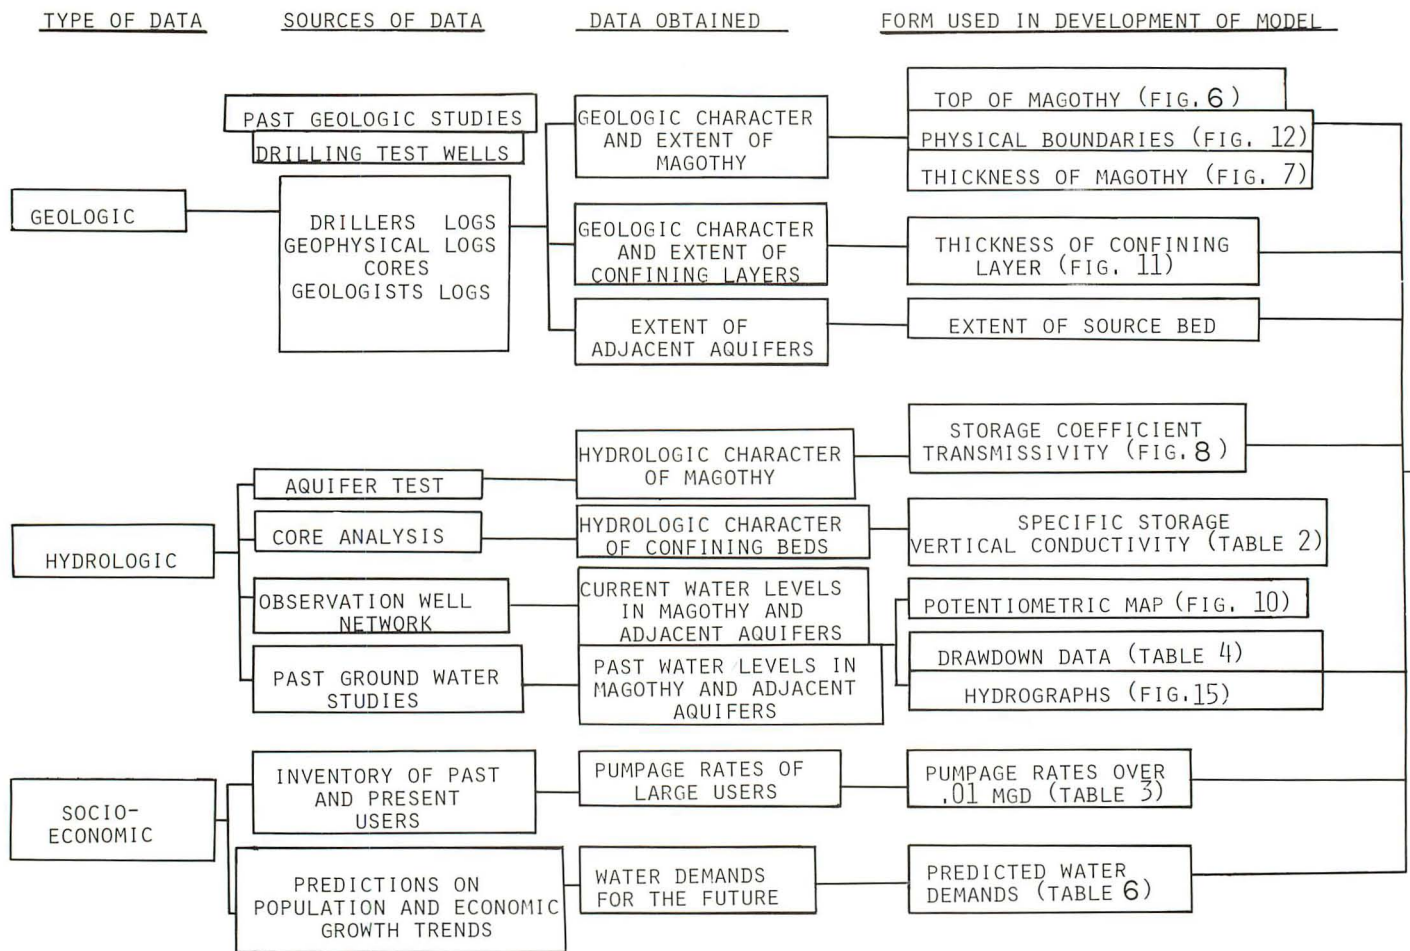 TYPE OF DATA
SOURCES OF DATA
DATA OBTAINED
FORM USED IN DEVELOPMENT OF MODEL
GEOLOGIC
PAST GEOLOGIC STUDIES
DRILLING TEST WELLS
DRILLERS LOGS
GEOPHYSICAL LOGS
CORES
GEOLOGISTS LOGS
GEOLOGIC CHARACTER
AND EXTENT OF
MAGOTHY
TOP OF MAGOTHY (FIG. 6)
PHYSICAL BOUNDARIES (FIG. 12)
THICKNESS OF MAGOTHY (FIG. 7)
GEOLOGIC CHARACTER
AND EXTENT OF
CONFINING LAYERS
THICKNESS OF CONFINING
LAYER (FIG. 11)
EXTENT OF
ADJACENT AQUIFERS
EXTENT OF SOURCE BED
HYDROLOGIC
AQUIFER TEST
HYDROLOGIC CHARACTER
OF MAGOTHY
STORAGE COEFFICIENT
TRANSMISSIVITY (FIG. 8)
CORE ANALYSIS
HYDROLOGIC CHARACTER
OF CONFINING BEDS
SPECIFIC STORAGE
VERTICAL CONDUCTIVITY (TABLE 2)
OBSERVATION WELL
NETWORK
CURRENT WATER LEVELS
IN MAGOTHY AND
ADJACENT AQUIFERS
POTENTIOMETRIC MAP (FIG. 10)
PAST GROUND WATER
STUDIES
PAST WATER LEVELS IN
MAGOTHY AND ADJACENT
AQUIFERS
DRAWDOWN DATA (TABLE 4)
HYDROGRAPHS (FIG.15)
SOCIO-
ECONOMIC
INVENTORY OF PAST
AND PRESENT
USERS
PUMPAGE RATES OF
LARGE USERS
PUMPAGE RATES OVER
.01 MGD (TABLE 3)
PREDICTIONS ON
POPULATION AND ECONOMIC
GROWTH TRENDS
WATER DEMANDS
FOR THE FUTURE
PREDICTED WATER
DEMANDS (TABLE 6)